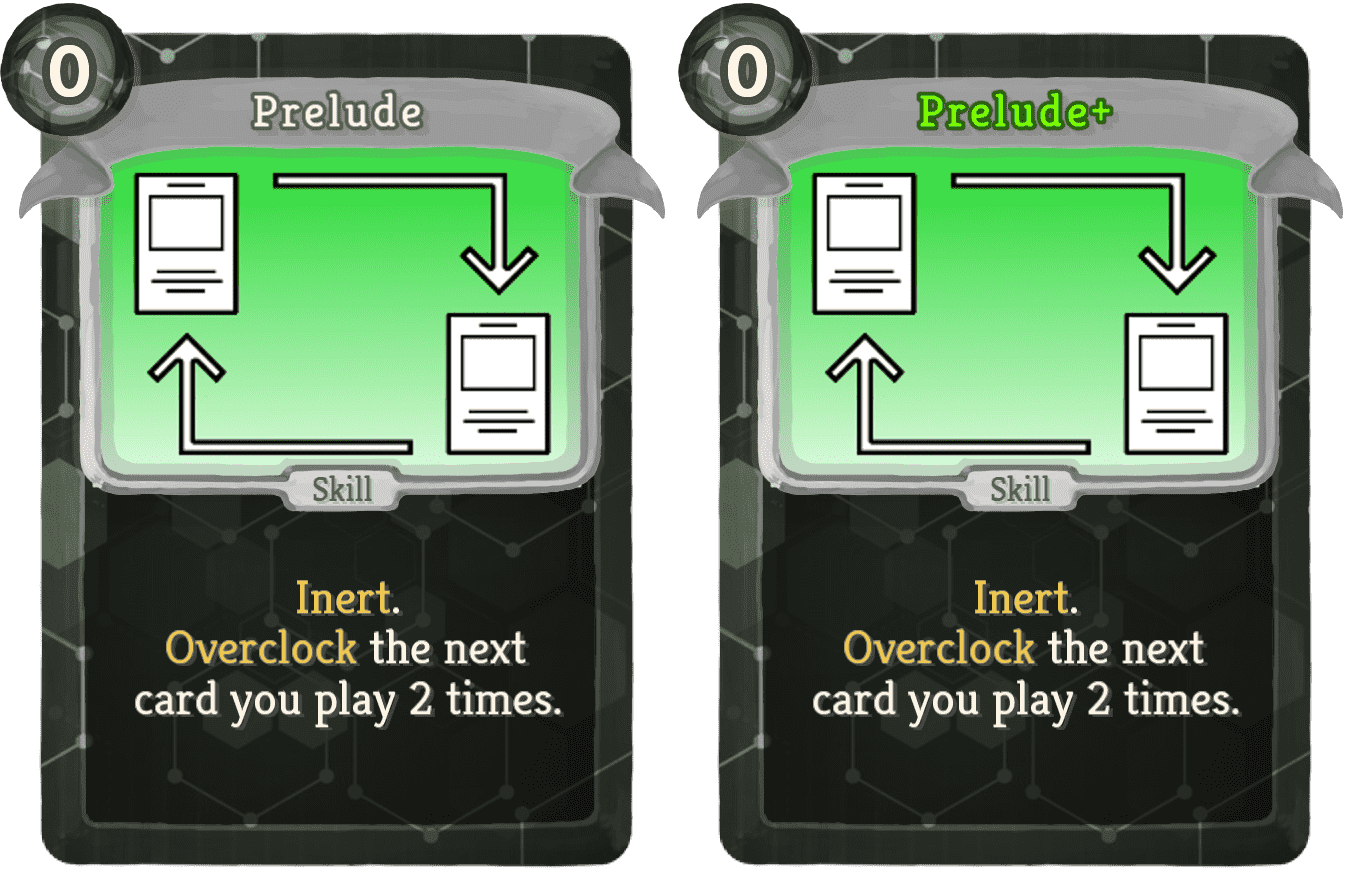 0
Prelude
Skill
Inert.
Overclock the next
card you play 2 times.
0
Prelude+
Skill
Inert.
Overclock the next
card you play 2 times.